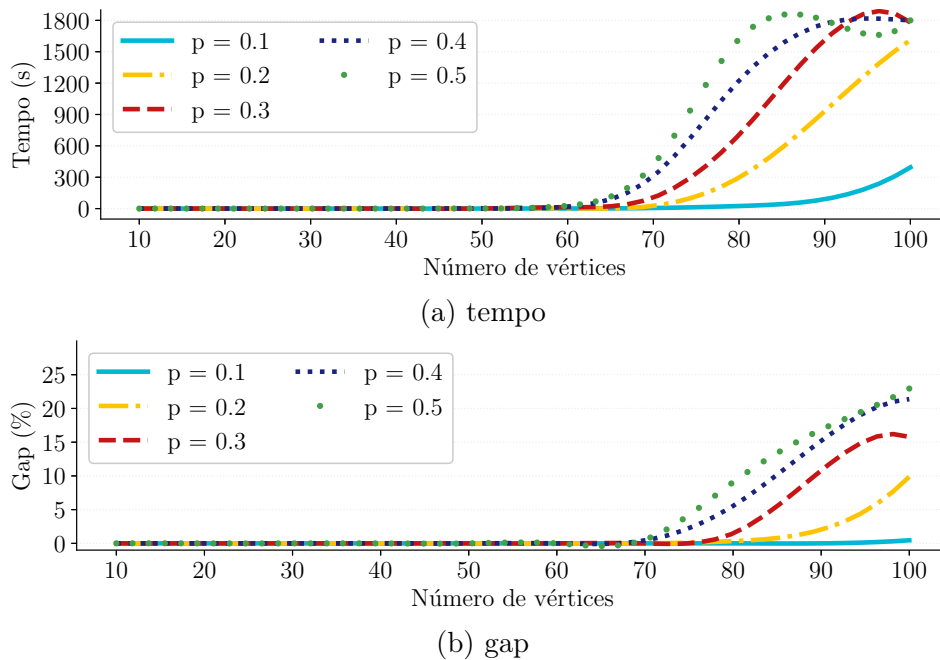 1800
1500
1200
900
600
300
0
Tempo (s)
p = 0.1
p = 0.2
p = 0.3
p = 0.4
p = 0.5
10 20 30 40 50 60 70 80 90 100
Número de vértices
(a) tempo
25
20
15
10
5
0
Gap (%)
p = 0.1
p = 0.2
p = 0.3
p = 0.4
p = 0.5
10 20 30 40 50 60 70 80 90 100
Número de vértices
(b) gap